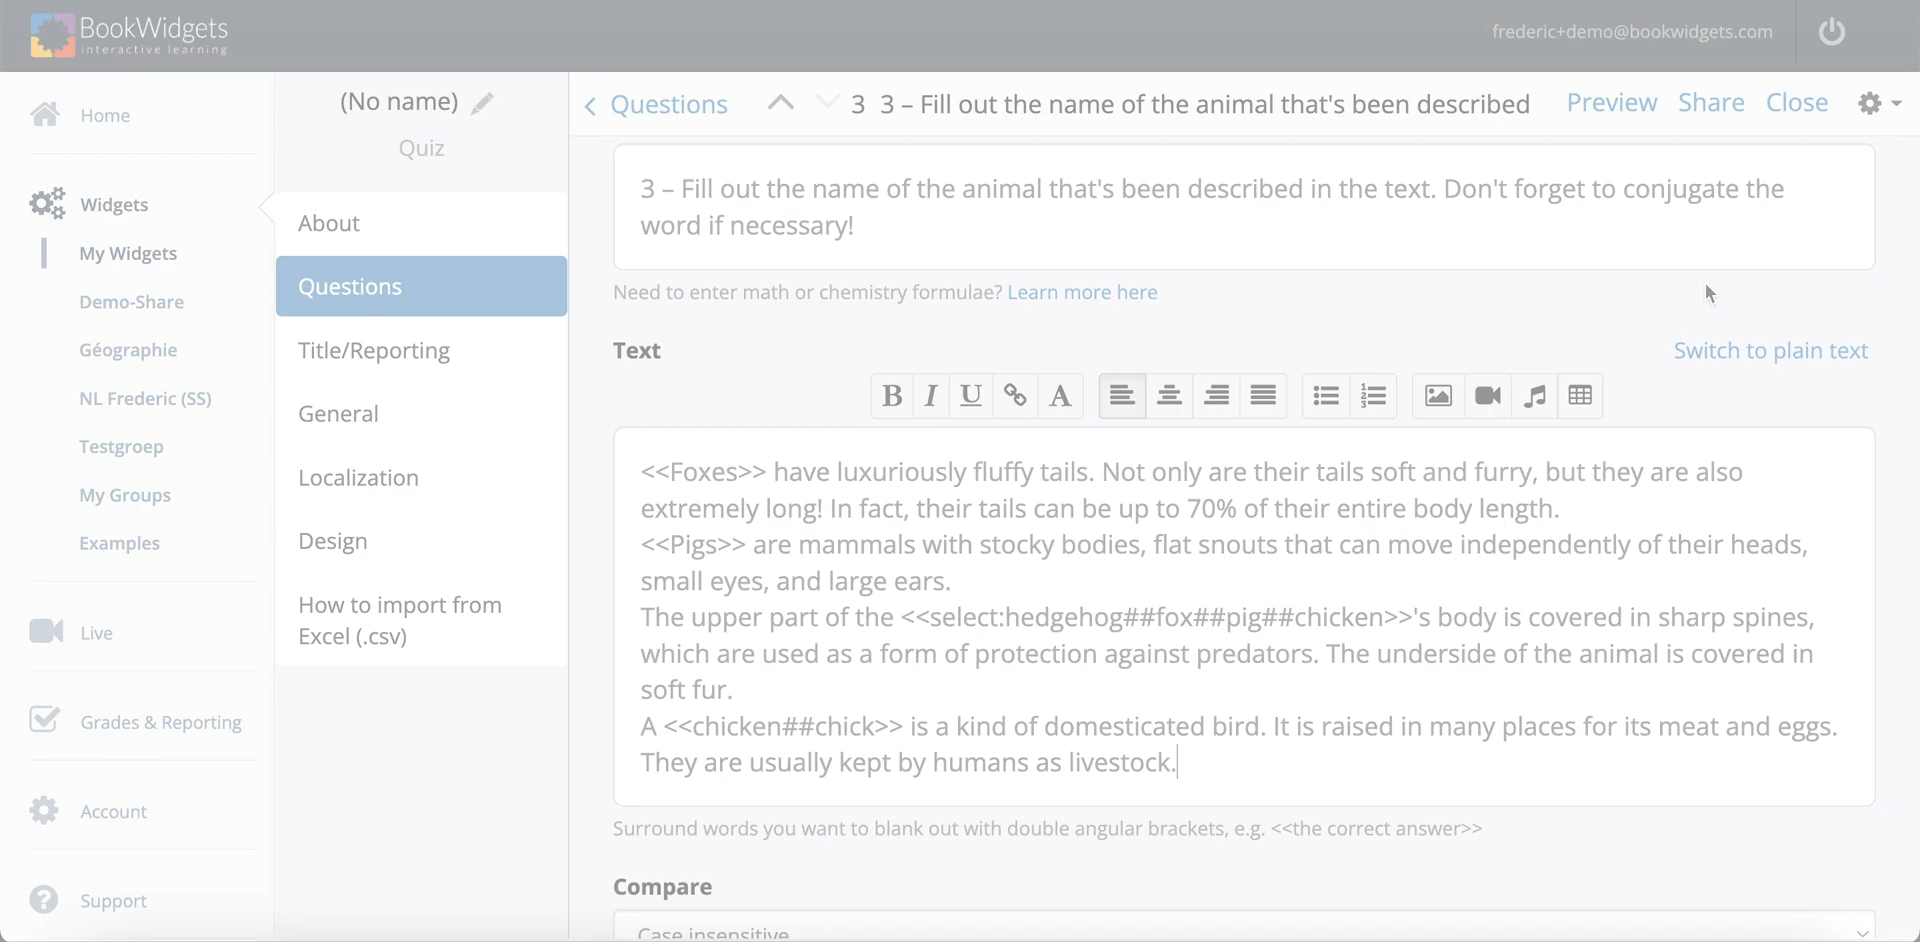 BookWidgets
interactive learning
frederic+demo@bookwidgets.com
Home
Widgets
My Widgets
Demo-Share
Géographie
NL Frederic (SS)
Testgroep
My Groups
Examples
Live
Grades & Reporting
Account
Support
(No name)
Quiz
About
Questions
Title/Reporting
General
Localization
Design
How to import from
Excel (.csv)
Questions
3 3 – Fill out the name of the animal that's been described
Preview Share Close
3 – Fill out the name of the animal that's been described in the text. Don't forget to conjugate the
word if necessary!
Need to enter math or chemistry formulae? Learn more here
Text
Switch to plain text
B I U A
<<Foxes>> have luxuriously fluffy tails. Not only are their tails soft and furry, but they are also
extremely long! In fact, their tails can be up to 70% of their entire body length.
<<Pigs>> are mammals with stocky bodies, flat snouts that can move independently of their heads,
small eyes, and large ears.
The upper part of the <<select:hedgehog##fox##pig##chicken>>'s body is covered in sharp spines,
which are used as a form of protection against predators. The underside of the animal is covered in
soft fur.
A <<chicken##chick>> is a kind of domesticated bird. It is raised in many places for its meat and eggs.
They are usually kept by humans as livestock.
Surround words you want to blank out with double angular brackets, e.g. <<the correct answer>>
Compare
Case insensitive